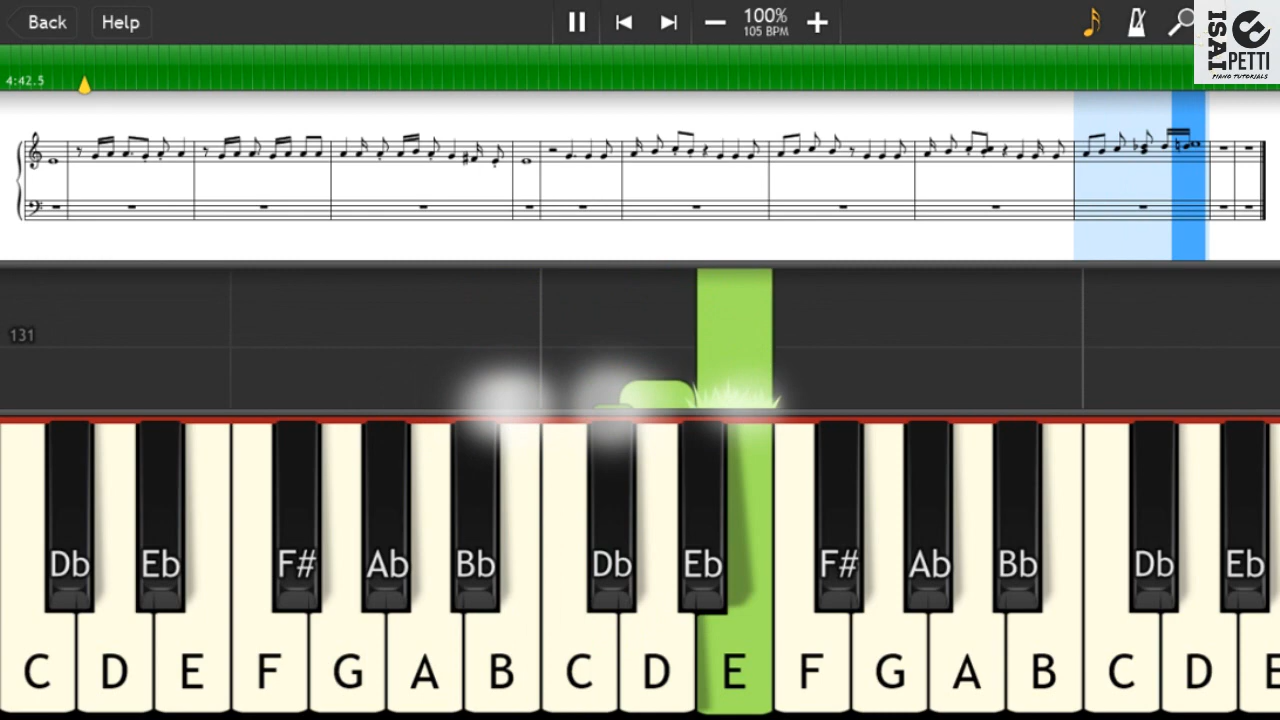 Back Help 100%
105 BPM
ISAI
PETTI
PIANO TUTORIALS
4:42.5
131
Db Eb F# Ab Bb Db Eb F# Ab Bb Db Eb
C D E F G A B C D E F G A B C D E